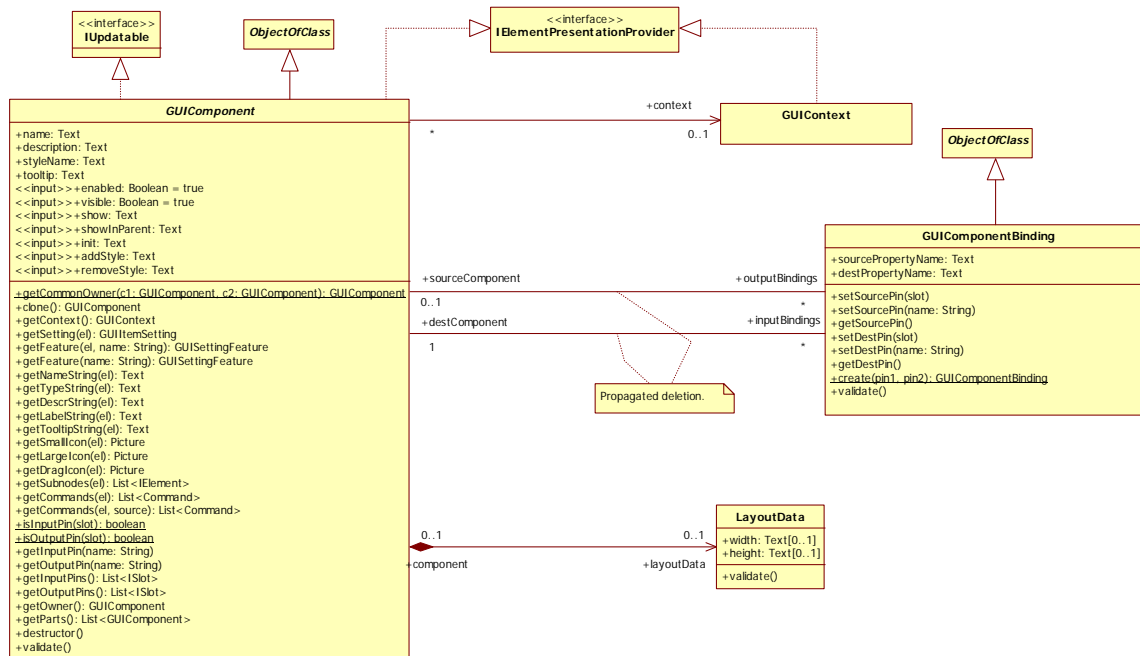 <<interface>>
IUpdatable
ObjectOfClass
<<interface>>
IElementPresentationProvider
GUIComponent
+name: Text
+description: Text
+styleName: Text
+tooltip: Text
<<input>>+enabled: Boolean = true
<<input>>+visible: Boolean = true
<<input>>+show: Text
<<input>>+showInParent: Text
<<input>>+init: Text
<<input>>+addStyle: Text
<<input>>+removeStyle: Text
+getCommonOwner(c1: GUIComponent, c2: GUIComponent): GUIComponent
+clone(): GUIComponent
+getContext(): GUIContext
+getSetting(el): GUIItemSetting
+getFeature(el, name: String): GUISettingFeature
+getFeature(name: String): GUISettingFeature
+getNameString(el): Text
+getTypeString(el): Text
+getDescrString(el): Text
+getLabelString(el): Text
+getTooltipString(el): Text
+getSmallIcon(el): Picture
+getLargeIcon(el): Picture
+getDragIcon(el): Picture
+getSubnodes(el): List<IElement>
+getCommands(el): List<Command>
+getCommands(el, source): List<Command>
+isInputPin(slot): boolean
+isOutputPin(slot): boolean
+getInputPin(name: String)
+getOutputPin(name: String)
+getInputPins(): List<ISlot>
+getOutputPins(): List<ISlot>
+getOwner(): GUIComponent
+getParts(): List<GUIComponent>
+destructor()
+validate()
+context
*
0..1
GUIContext
ObjectOfClass
GUIComponentBinding
+sourcePropertyName: Text
+destPropertyName: Text
+setSourcePin(slot)
+setSourcePin(name: String)
+getSourcePin()
+setDestPin(slot)
+setDestPin(name: String)
+getDestPin()
+create(pin1, pin2): GUIComponentBinding
+validate()
+sourceComponent
+outputBindings
0..1
*
+destComponent
+inputBindings
1
*
Propagated deletion.
0..1
0..1
+component
+layoutData
LayoutData
+width: Text[0..1]
+height: Text[0..1]
+validate()